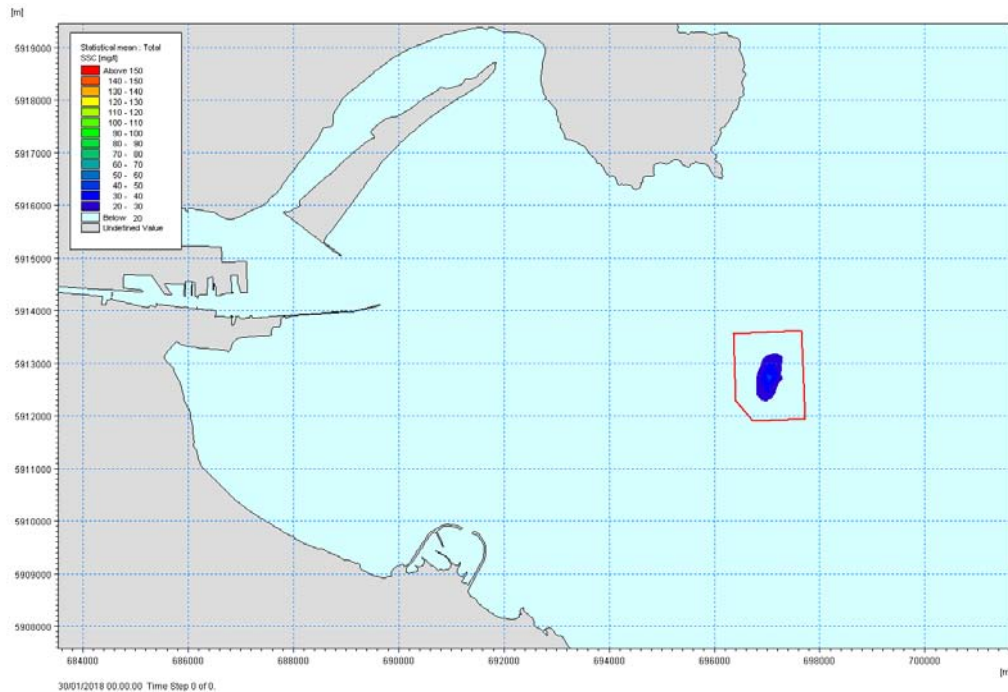 [m]
5919000
5918000
5917000
5916000
5915000
5914000
5913000
5912000
5911000
5910000
5909000
5908000
Statistical mean : Total
SSC [mg/l]
Above 150
140 - 150
130 - 140
120 - 130
110 - 120
100 - 110
90 - 100
80 - 90
70 - 80
60 - 70
50 - 60
40 - 50
30 - 40
20 - 30
Below 20
Undefined Value
684000 686000 688000 690000 692000 694000 696000 698000 700000
[m
30/01/2018 00:00:00 Time Step 0 of 0.